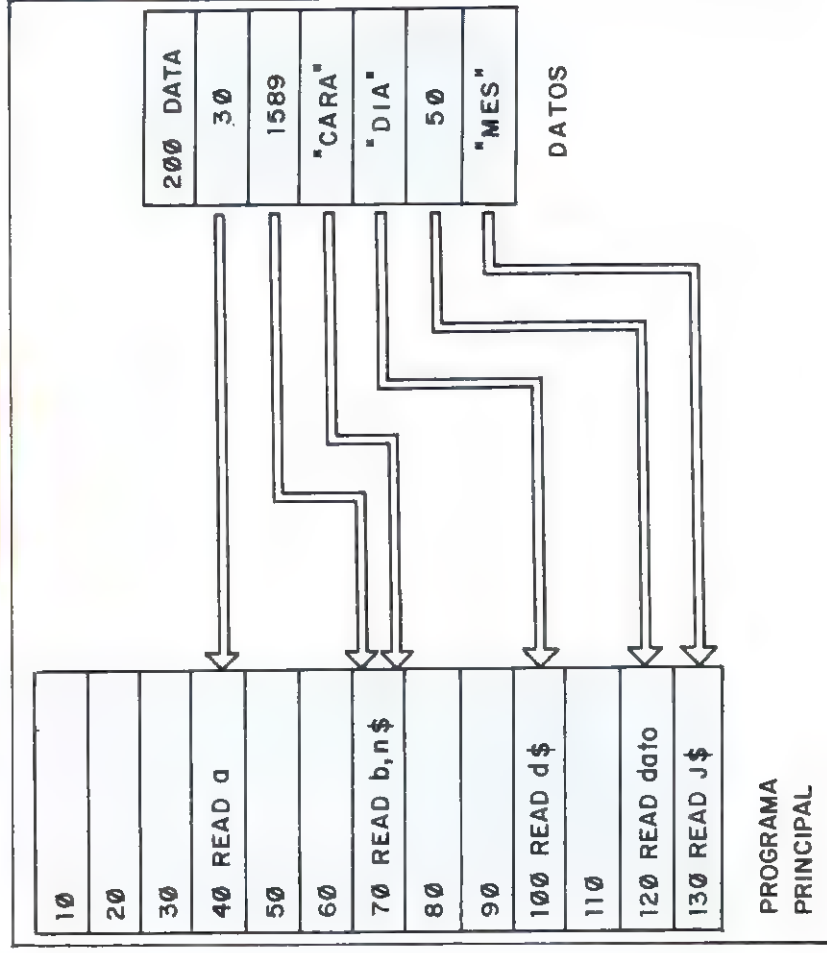 10
20
30
40 READ a
50
60
70 READ b,n$
80
90
100 READ d$
110
120 READ dato
130 READ J$
PROGRAMA
PRINCIPAL
200 DATA
30
1589
"CARA"
"DIA"
50
"MES"
DATOS